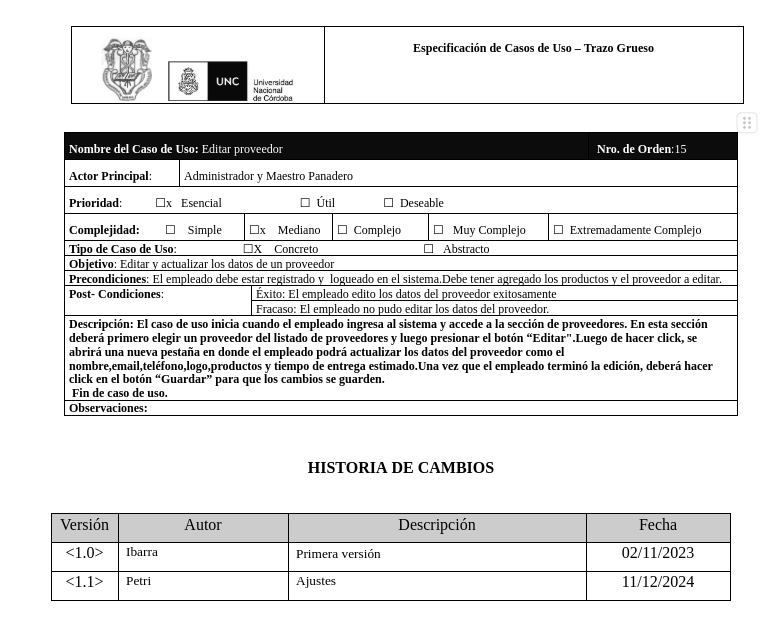 Especificación de Casos de Uso – Trazo Grueso
UNC
Universidad
Nacional
de Córdoba
Nombre del Caso de Uso: Editar proveedor Nro. de Orden:15
Actor Principal: Administrador y Maestro Panadero
Prioridad: ☐x Esencial ☐ Útil ☐ Deseable
Complejidad: ☐ Simple ☐x Mediano ☐ Complejo ☐ Muy Complejo ☐ Extremadamente Complejo
Tipo de Caso de Uso: ☐X Concreto ☐ Abstracto
Objetivo: Editar y actualizar los datos de un proveedor
Precondiciones: El empleado debe estar registrado y logueado en el sistema.Debe tener agregado los productos y el proveedor a editar.
Post- Condiciones: Éxito: El empleado edito los datos del proveedor exitosamente
Fracaso: El empleado no pudo editar los datos del proveedor.
Descripción: El caso de uso inicia cuando el empleado ingresa al sistema y accede a la sección de proveedores. En esta sección
deberá primero elegir un proveedor del listado de proveedores y luego presionar el botón “Editar".Luego de hacer click, se
abrirá una nueva pestaña en donde el empleado podrá actualizar los datos del proveedor como el
nombre,email,teléfono,logo,productos y tiempo de entrega estimado.Una vez que el empleado terminó la edición, deberá hacer
click en el botón “Guardar” para que los cambios se guarden.
Fin de caso de uso.
Observaciones:
HISTORIA DE CAMBIOS
Versión Autor Descripción Fecha
<1.0> Ibarra Primera versión 02/11/2023
<1.1> Petri Ajustes 11/12/2024